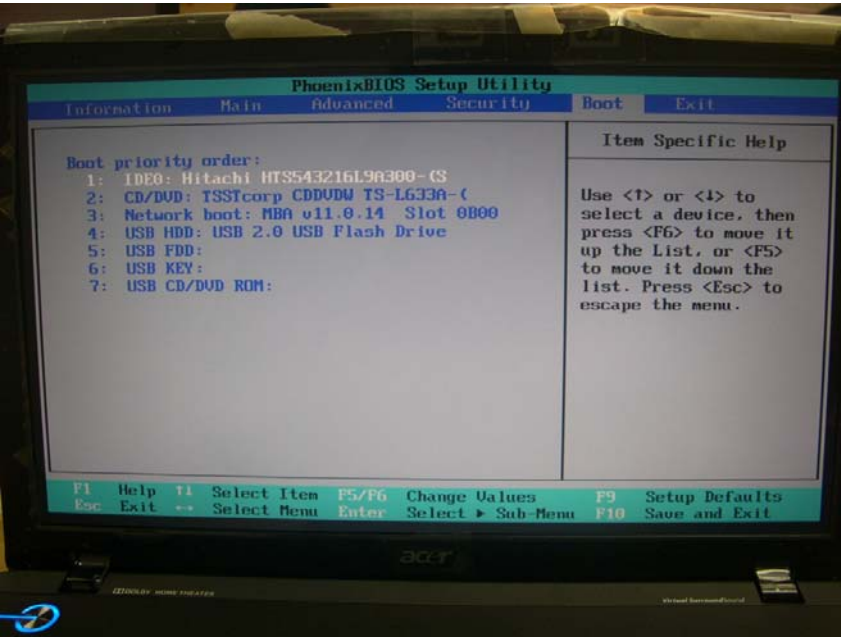 PhoenixBIOS Setup Utility
Information Main Advanced Security Boot Exit
Item Specific Help
Boot priority order:
1: IDE0: Hitachi HTS543216L9A300-(S
2: CD/DVD: TSSTcorp CDDVDW TS-L633A-(
3: Network boot: MBA v11.0.14 Slot 0B00
4: USB HDD: USB 2.0 USB Flash Drive
5: USB FDD:
6: USB KEY:
7: USB CD/DVD ROM:
Use <↑> or <↓> to
select a device, then
press <F6> to move it
up the List, or <F5>
to move it down the
list. Press <Esc> to
escape the menu.
F1 Help ↑↓ Select Item F5/F6 Change Values F9 Setup Defaults
Esc Exit ↔ Select Menu Enter Select ▶ Sub-Menu F10 Save and Exit
acer
DOLBY HOME THEATER
Virtual SurroundSound